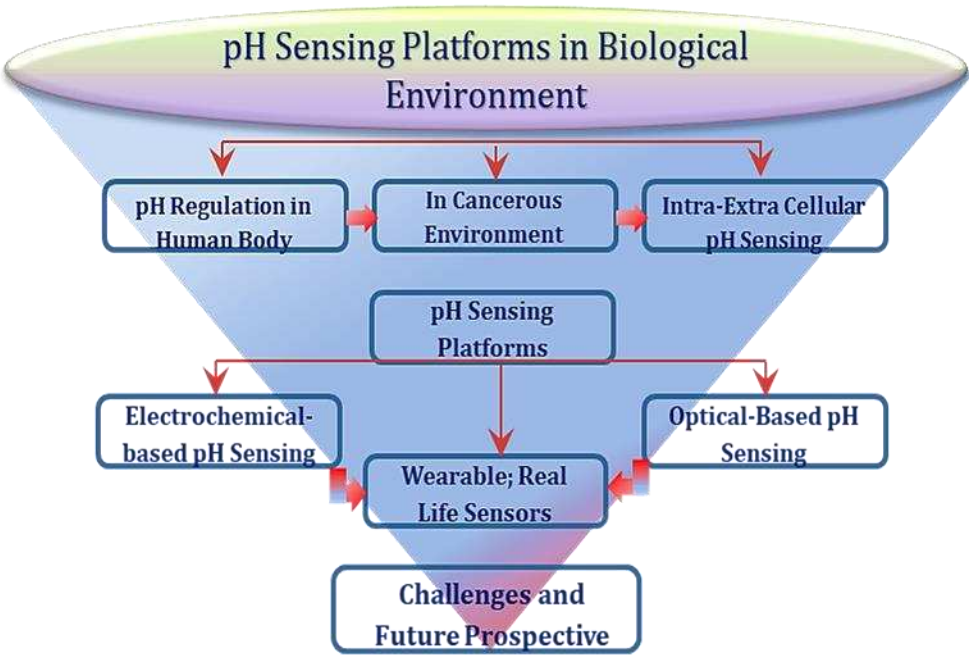 pH Sensing Platforms in Biological
Environment
pH Regulation in
Human Body
In Cancerous
Environment
Intra-Extra Cellular
pH Sensing
pH Sensing
Platforms
Electrochemical-
based pH Sensing
Optical-Based pH
Sensing
Wearable; Real
Life Sensors
Challenges and
Future Prospective